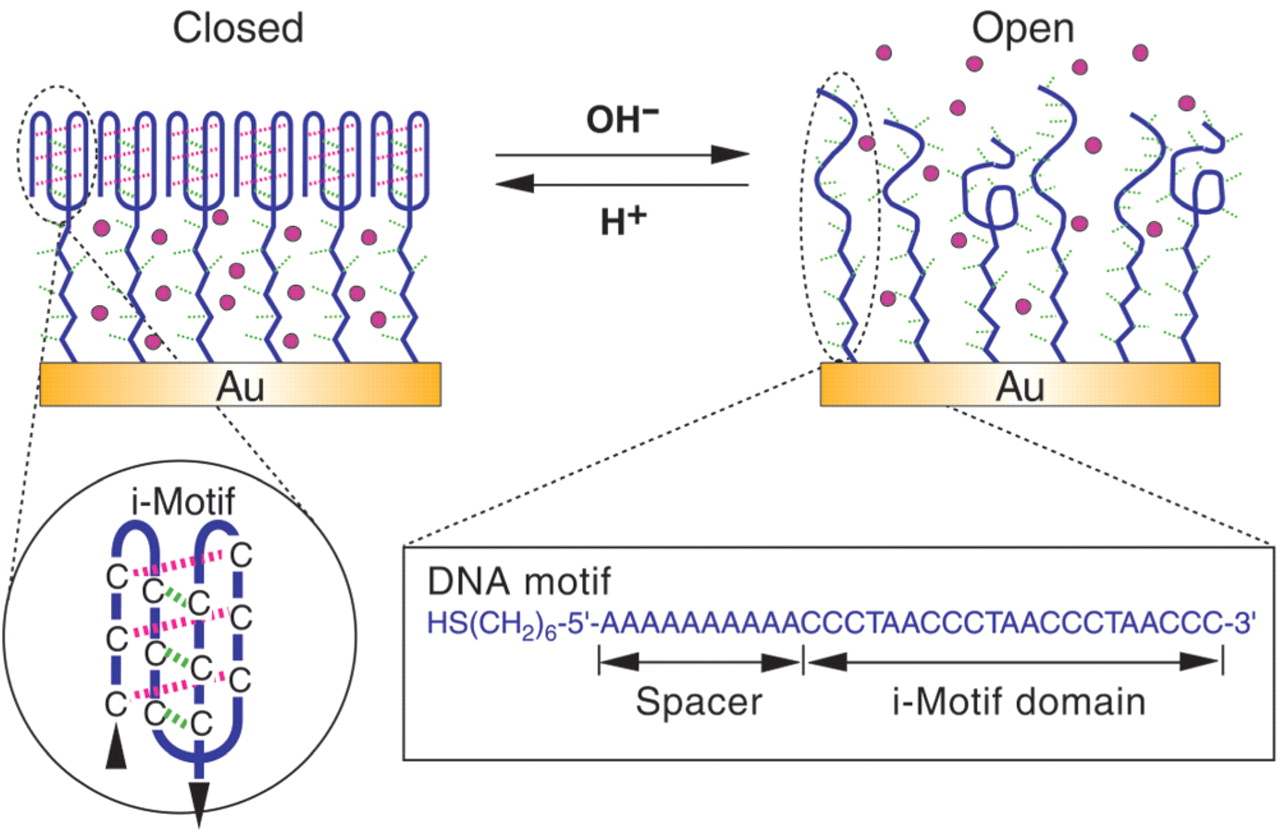 Closed
Open
OH⁻
H⁺
Au
Au
i-Motif
C
C
C
C
C
C
C
C
C
C
C
C
DNA motif
HS(CH₂)₆-5'-AAAAAAAAAACCCTAACCCTAACCCTAACCC-3'
Spacer
i-Motif domain